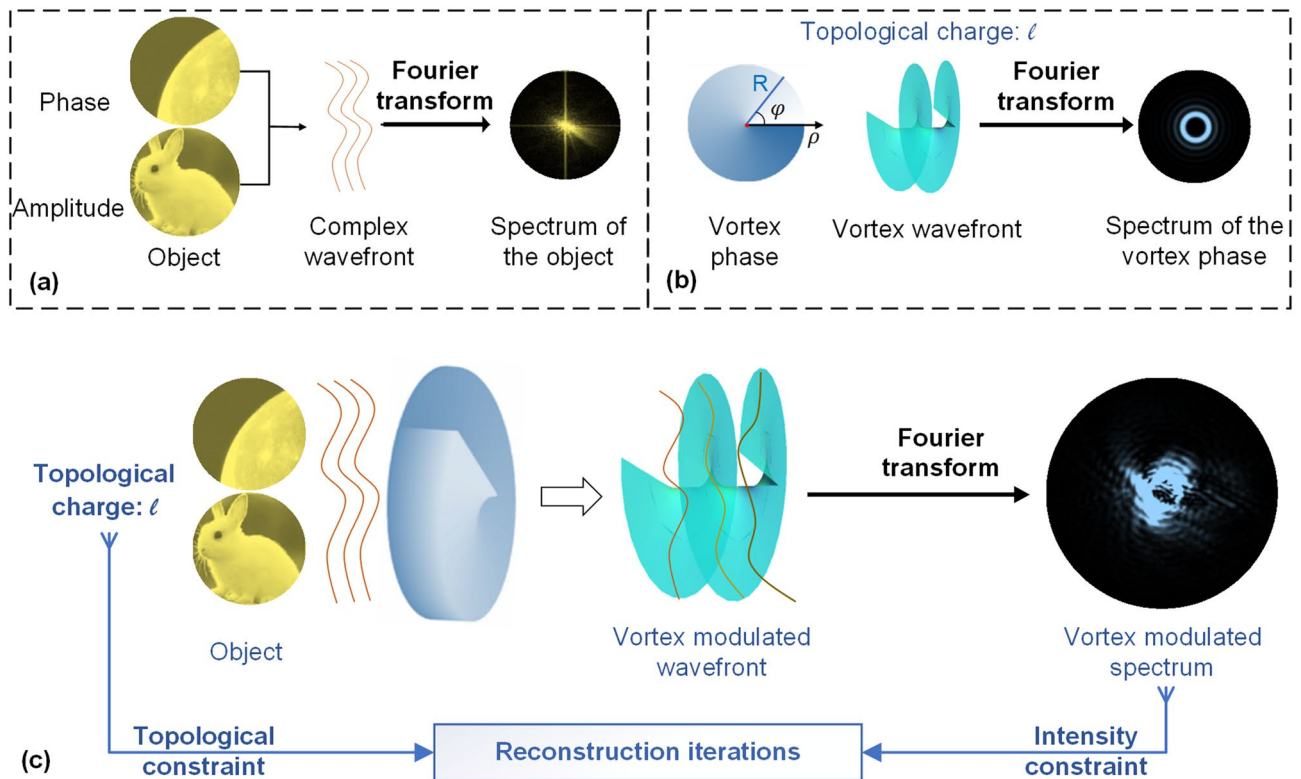 Phase
Amplitude
Object
Complex
wavefront
Fourier
transform
Spectrum of
the object
(a)
Topological charge: ℓ
R
φ
ρ
Vortex
phase
Vortex wavefront
Fourier
transform
Spectrum of the
vortex phase
(b)
Topological
charge: ℓ
Object
Vortex modulated
wavefront
Fourier
transform
Vortex modulated
spectrum
Topological
constraint
Reconstruction iterations
Intensity
constraint
(c)